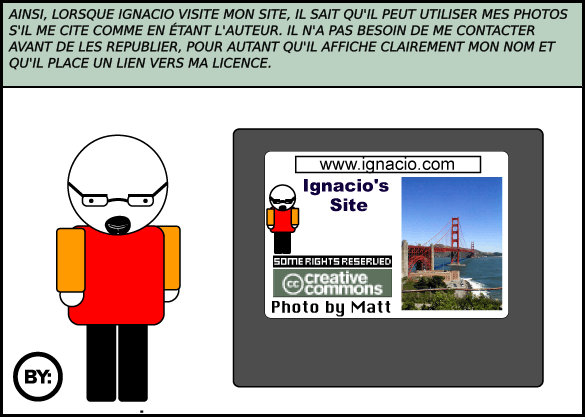 AINSI, LORSQUE IGNACIO VISITE MON SITE, IL SAIT QU'IL PEUT UTILISER MES PHOTOS
S'IL ME CITE COMME EN ÉTANT L'AUTEUR. IL N'A PAS BESOIN DE ME CONTACTER
AVANT DE LES REPUBLIER, POUR AUTANT QU'IL AFFICHE CLAIREMENT MON NOM ET
QU'IL PLACE UN LIEN VERS MA LICENCE.
www.ignacio.com
Ignacio's
Site
SOME RIGHTS RESERVED
cc creative
commons
Photo by Matt
BY: